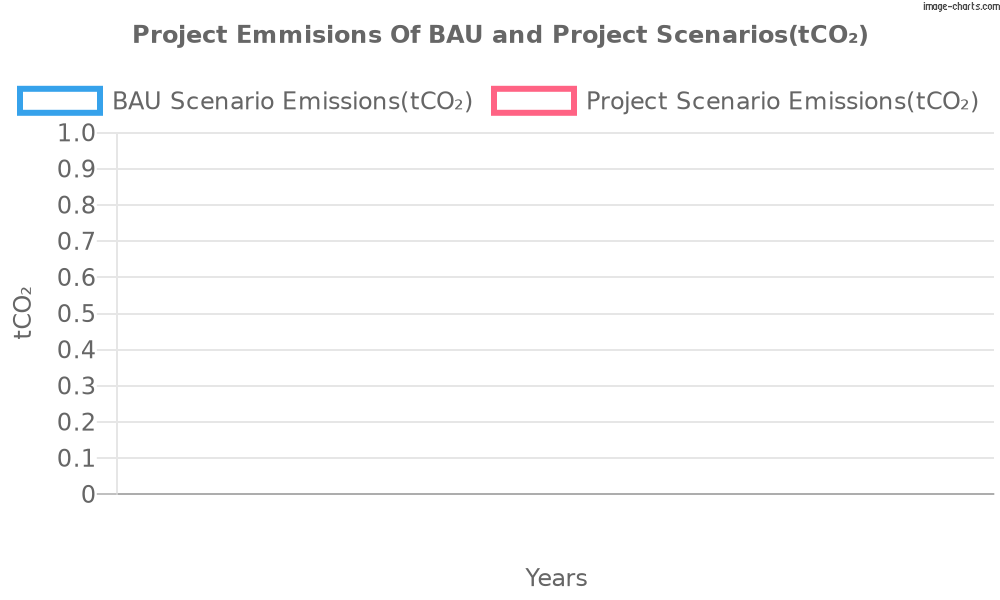 image-charts.com
Project Emmisions Of BAU and Project Scenarios(tCO₂)
BAU Scenario Emissions(tCO₂) Project Scenario Emissions(tCO₂)
1.0
0.9
0.8
0.7
0.6
0.5
0.4
0.3
0.2
0.1
0
tCO₂
Years